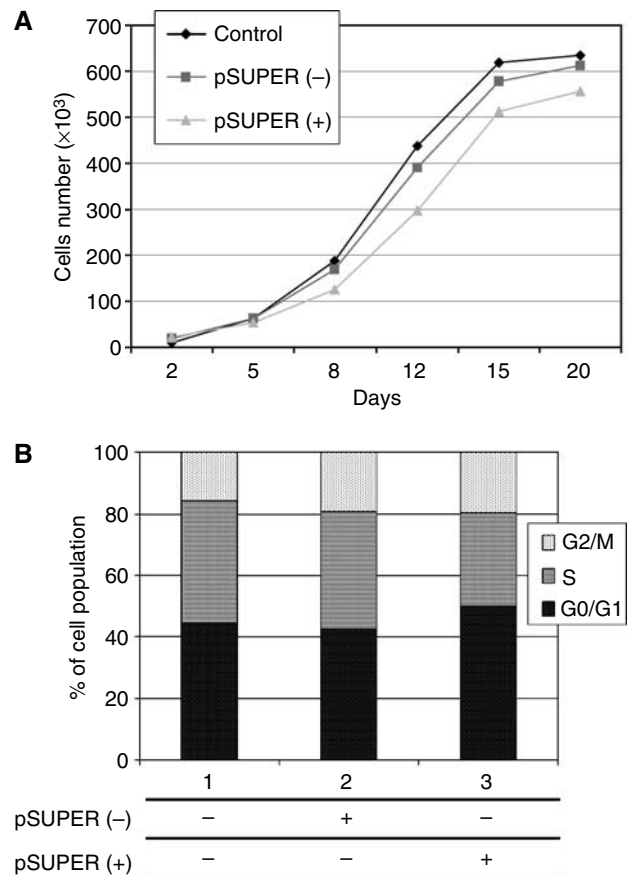 A
Cells number (×10³)
700
600
500
400
300
200
100
0
Control
pSUPER (–)
pSUPER (+)
2 5 8 12 15 20
Days
B
% of cell population
100
80
60
40
20
0
G2/M
S
G0/G1
1 2 3
pSUPER (–) – + –
pSUPER (+) – – +